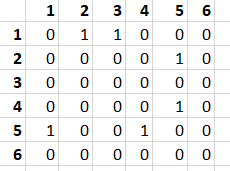 1 2 3 4 5 6
1 0 1 1 0 0 0
2 0 0 0 0 1 0
3 0 0 0 0 0 0
4 0 0 0 0 1 0
5 1 0 0 1 0 0
6 0 0 0 0 0 0